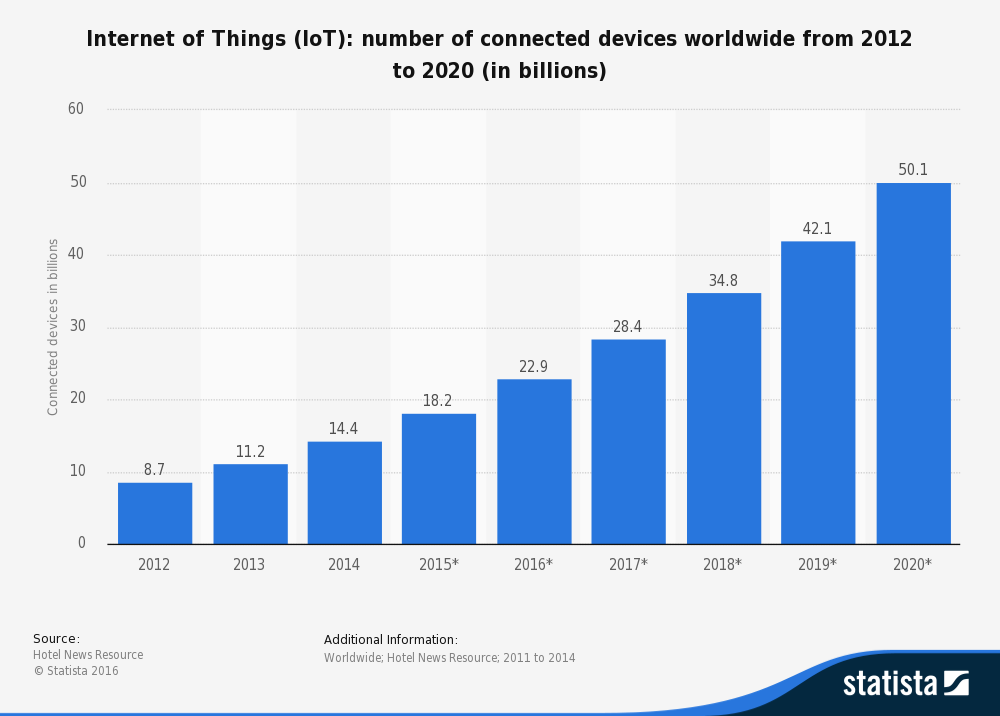 Internet of Things (IoT): number of connected devices worldwide from 2012
to 2020 (in billions)
Connected devices in billions
60
50
40
30
20
10
0
8.7
11.2
14.4
18.2
22.9
28.4
34.8
42.1
50.1
2012 2013 2014 2015* 2016* 2017* 2018* 2019* 2020*
Source:
Hotel News Resource
© Statista 2016
Additional Information:
Worldwide; Hotel News Resource; 2011 to 2014
statista